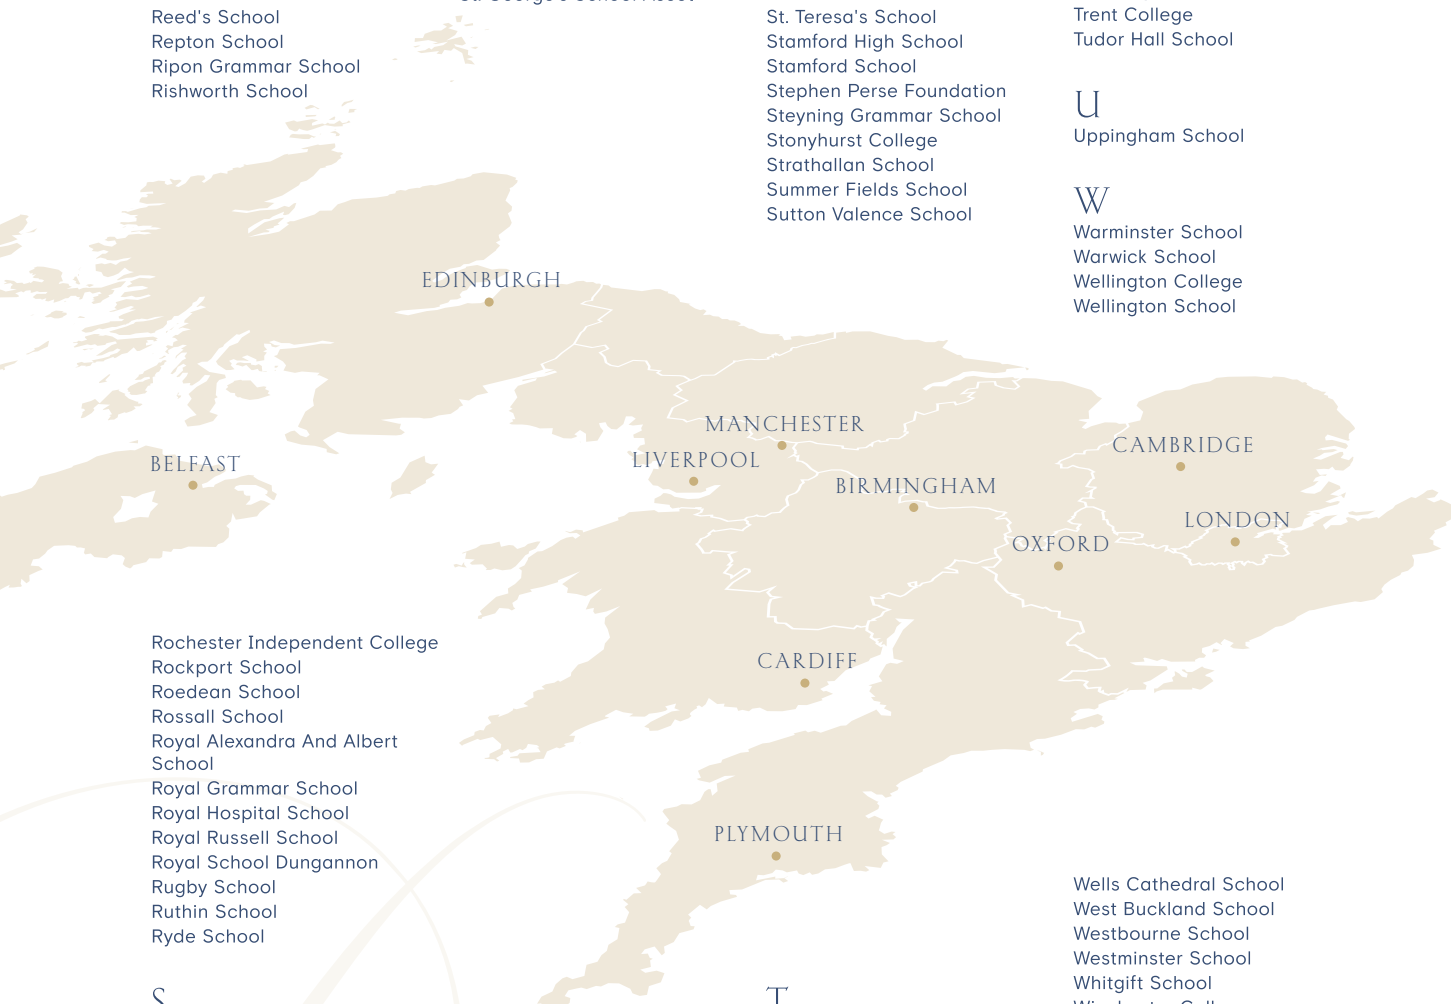 Reed's School
Repton School
Ripon Grammar School
Rishworth School
St. Teresa's School
Stamford High School
Stamford School
Stephen Perse Foundation
Steyning Grammar School
Stonyhurst College
Strathallan School
Summer Fields School
Sutton Valence School
Trent College
Tudor Hall School
U
Uppingham School
W
Warminster School
Warwick School
Wellington College
Wellington School
EDINBURGH
MANCHESTER
CAMBRIDGE
BELFAST
LIVERPOOL
BIRMINGHAM
LONDON
OXFORD
CARDIFF
PLYMOUTH
Rochester Independent College
Rockport School
Roedean School
Rossall School
Royal Alexandra And Albert
School
Royal Grammar School
Royal Hospital School
Royal Russell School
Royal School Dungannon
Rugby School
Ruthin School
Ryde School
S
T
Wells Cathedral School
West Buckland School
Westbourne School
Westminster School
Whitgift School